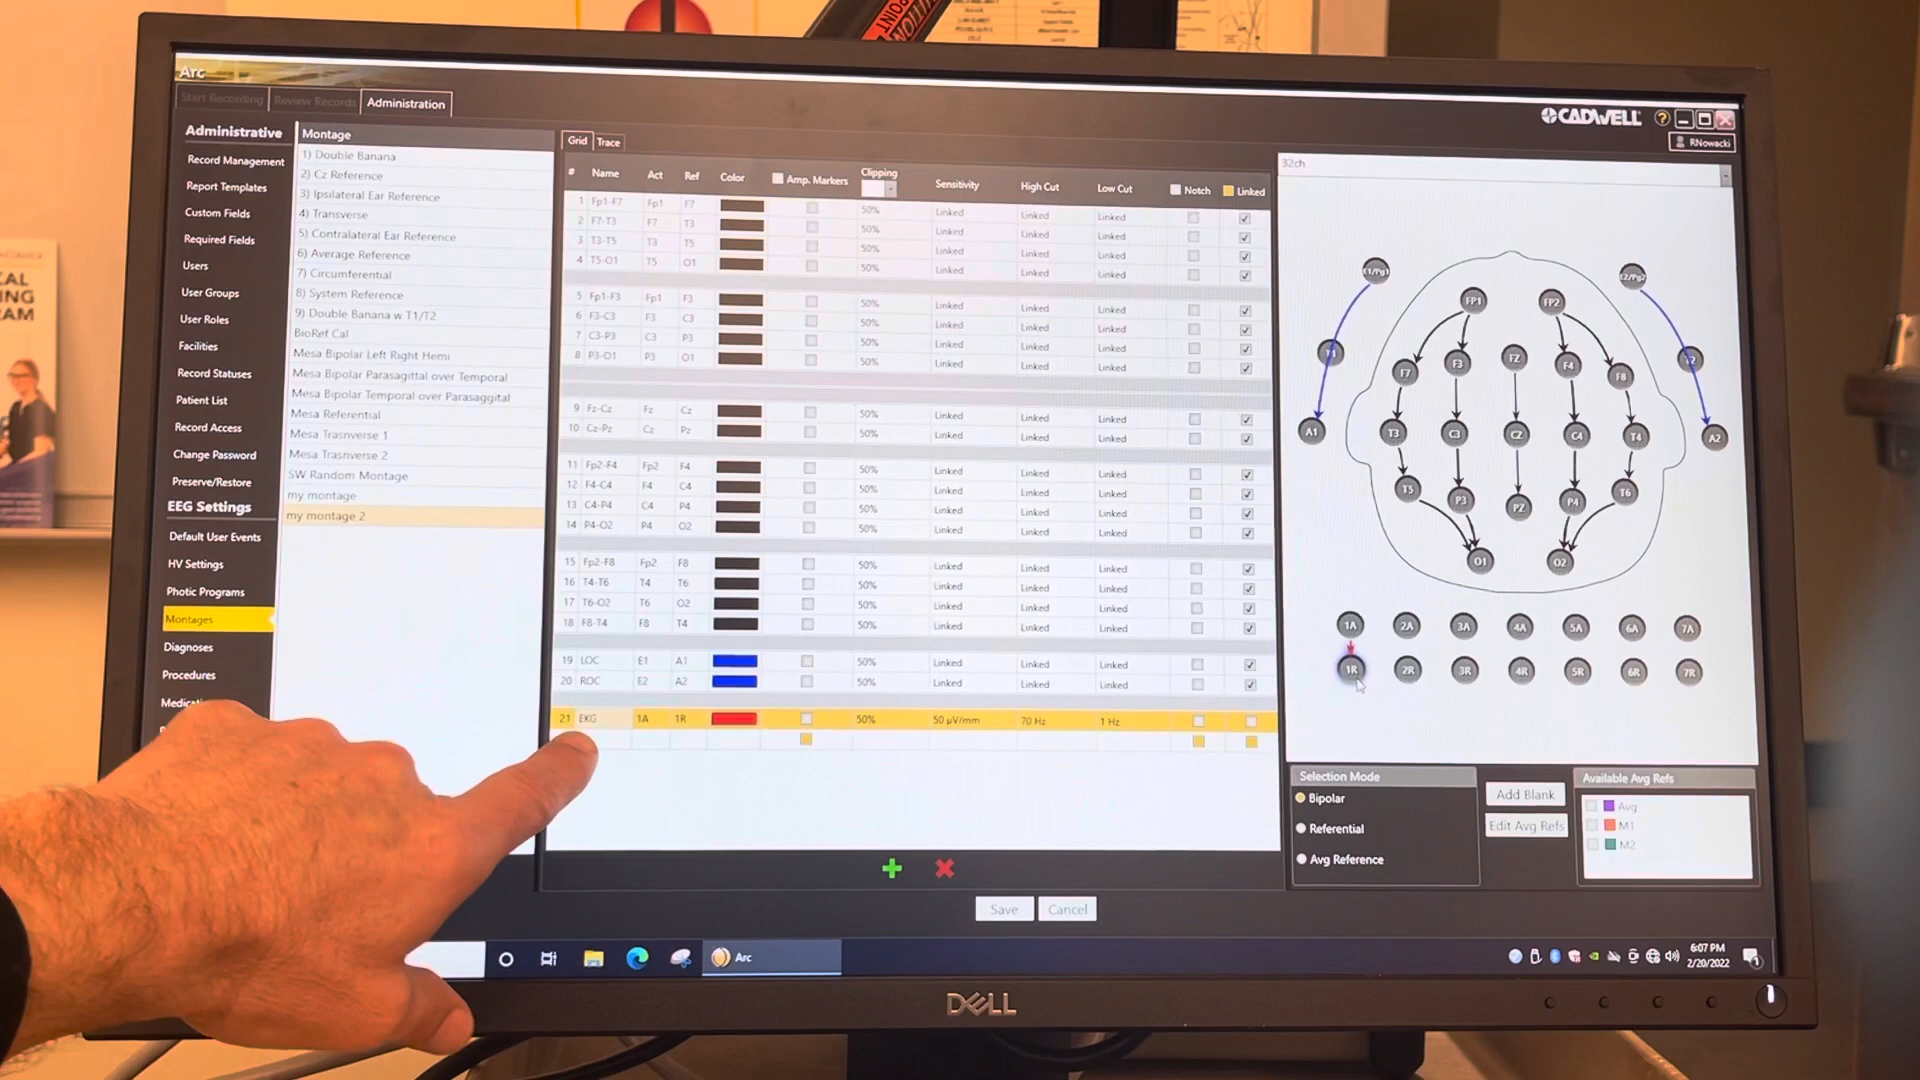 POINT
Arc
Start Recording Review Records Administration
CADWELL ?
RNowacki
Administrative
Record Management
Report Templates
Custom Fields
Required Fields
Users
User Groups
User Roles
Facilities
Record Statuses
Patient List
Record Access
Change Password
Preserve/Restore
EEG Settings
Default User Events
HV Settings
Photic Programs
Montages
Diagnoses
Procedures
Montage
1) Double Banana
2) Cz Reference
3) Ipsilateral Ear Reference
4) Transverse
5) Contralateral Ear Reference
6) Average Reference
7) Circumferential
8) System Reference
9) Double Banana w T1/T2
BioRef Cal
Mesa Bipolar Left Right Hemi
Mesa Bipolar Parasagittal over Temporal
Mesa Bipolar Temporal over Parasaggital
Mesa Referential
Mesa Trasnverse 1
Mesa Trasnverse 2
SW Random Montage
my montage
my montage 2
Grid Trace
# Name Act Ref Color Amp. Markers Clipping Sensitivity High Cut Low Cut Notch Linked
1 Fp1-F7 Fp1 F7 50% Linked Linked Linked
2 F7-T3 F7 T3 50% Linked Linked Linked
3 T3-T5 T3 T5 50% Linked Linked Linked
4 T5-O1 T5 O1 50% Linked Linked Linked
5 Fp1-F3 Fp1 F3 50% Linked Linked Linked
6 F3-C3 F3 C3 50% Linked Linked Linked
7 C3-P3 C3 P3 50% Linked Linked Linked
8 P3-O1 P3 O1 50% Linked Linked Linked
9 Fz-Cz Fz Cz 50% Linked Linked Linked
10 Cz-Pz Cz Pz 50% Linked Linked Linked
11 Fp2-F4 Fp2 F4 50% Linked Linked Linked
12 F4-C4 F4 C4 50% Linked Linked Linked
13 C4-P4 C4 P4 50% Linked Linked Linked
14 P4-O2 P4 O2 50% Linked Linked Linked
15 Fp2-F8 Fp2 F8 50% Linked Linked Linked
16 T4-T6 T4 T6 50% Linked Linked Linked
17 T6-O2 T6 O2 50% Linked Linked Linked
18 F8-T4 F8 T4 50% Linked Linked Linked
19 LOC E1 A1 50% Linked Linked Linked
20 ROC E2 A2 50% Linked Linked Linked
21 EKG 1A 1R 50% 50 µV/mm 70 Hz 1 Hz
32ch
E1/Pg1 E2/Pg2
FP1 FP2
T1 F7 F3 FZ F4 F8 T2
A1 T3 C3 CZ C4 T4 A2
T5 P3 PZ P4 T6
O1 O2
1A 2A 3A 4A 5A 6A 7A
1R 2R 3R 4R 5R 6R 7R
Selection Mode
Bipolar
Referential
Avg Reference
Add Blank
Edit Avg Refs
Available Avg Refs
Avg
M1
M2
Save Cancel
Arc
6:07 PM
2/20/2022
DELL